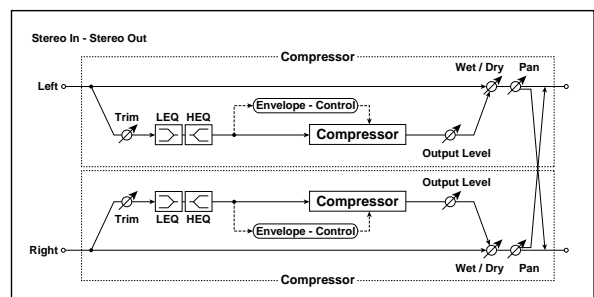 Stereo In - Stereo Out
Compressor
Wet / Dry Pan
Left
Trim LEQ HEQ
Envelope - Control
Compressor
Output Level
Output Level
Compressor
Trim LEQ HEQ
Envelope - Control
Right
Wet / Dry Pan
Compressor